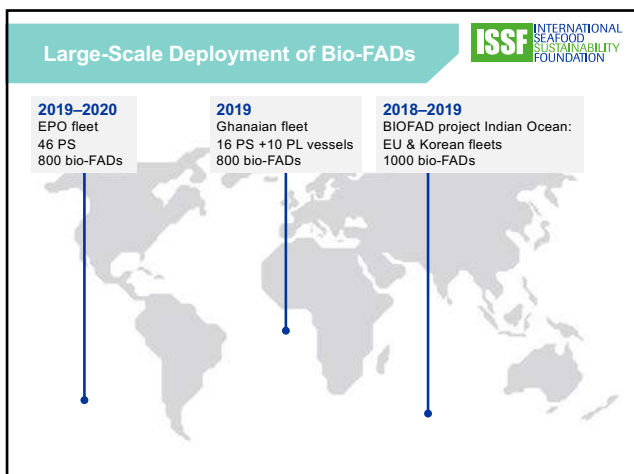 Large-Scale Deployment of Bio-FADs
ISSF
INTERNATIONAL
SEAFOOD
SUSTAINABILITY
FOUNDATION
2019–2020
EPO fleet
46 PS
800 bio-FADs
2019
Ghanaian fleet
16 PS +10 PL vessels
800 bio-FADs
2018–2019
BIOFAD project Indian Ocean:
EU & Korean fleets
1000 bio-FADs